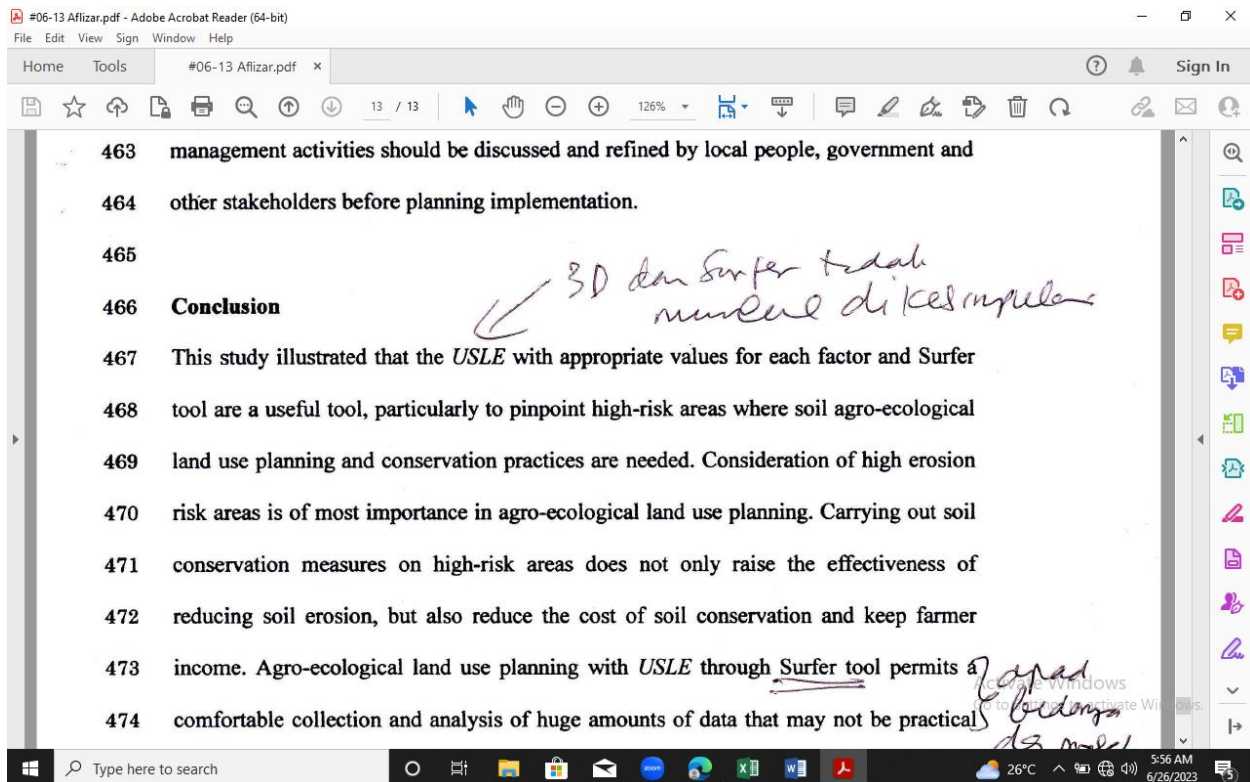 #06-13 Aflizar.pdf - Adobe Acrobat Reader (64-bit)
File Edit View Sign Window Help
Home Tools #06-13 Aflizar.pdf × Sign In
13 / 13 126%
463 management activities should be discussed and refined by local people, government and
464 other stakeholders before planning implementation.
465
3D dan Surfer tidak
muncul di kesimpulan
466 Conclusion
467 This study illustrated that the USLE with appropriate values for each factor and Surfer
468 tool are a useful tool, particularly to pinpoint high-risk areas where soil agro-ecological
469 land use planning and conservation practices are needed. Consideration of high erosion
470 risk areas is of most importance in agro-ecological land use planning. Carrying out soil
471 conservation measures on high-risk areas does not only raise the effectiveness of
472 reducing soil erosion, but also reduce the cost of soil conservation and keep farmer
473 income. Agro-ecological land use planning with USLE through Surfer tool permits a
474 comfortable collection and analysis of huge amounts of data that may not be practical
bedanya
Activate Windows
Go to Settings to activate Windows.
Type here to search
zoom
26°C
5:56 AM
6/26/2023
5